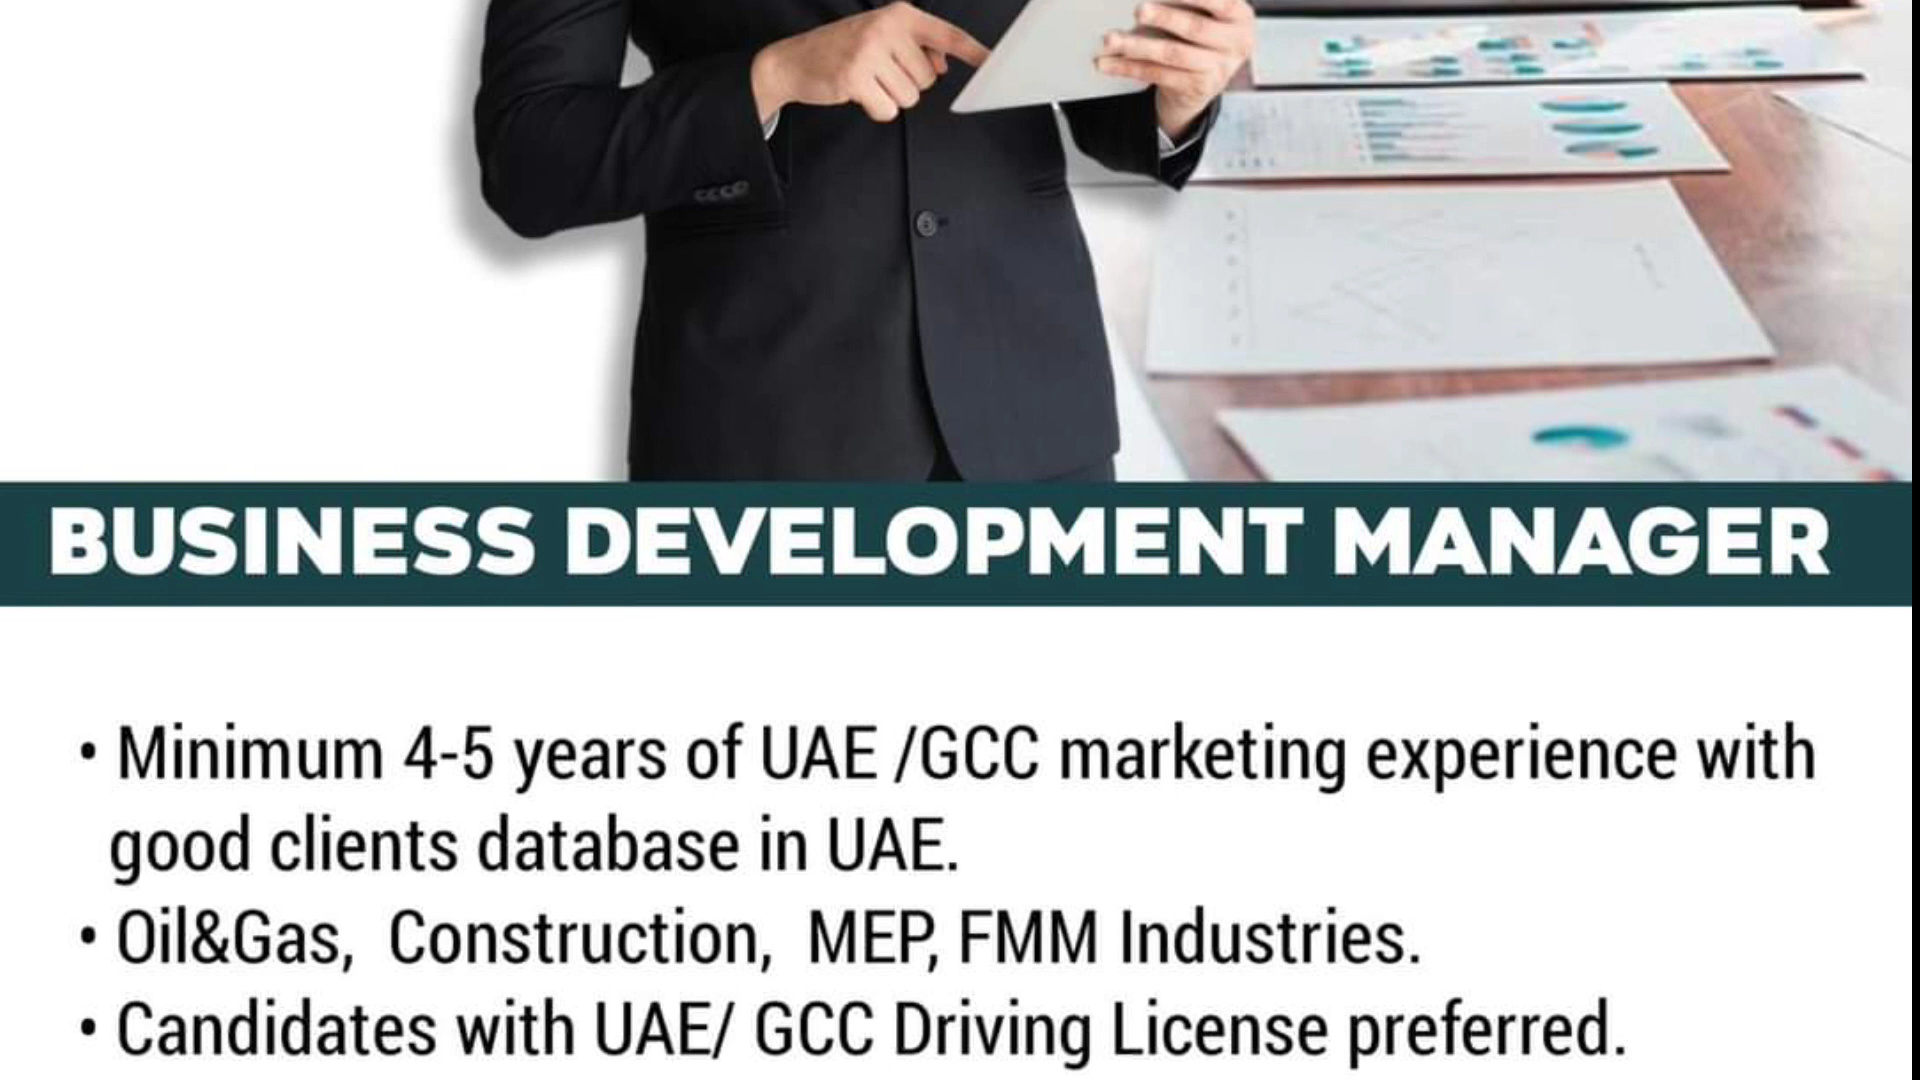 BUSINESS DEVELOPMENT MANAGER
• Minimum 4-5 years of UAE /GCC marketing experience with
good clients database in UAE.
• Oil&Gas, Construction, MEP, FMM Industries.
• Candidates with UAE/ GCC Driving License preferred.